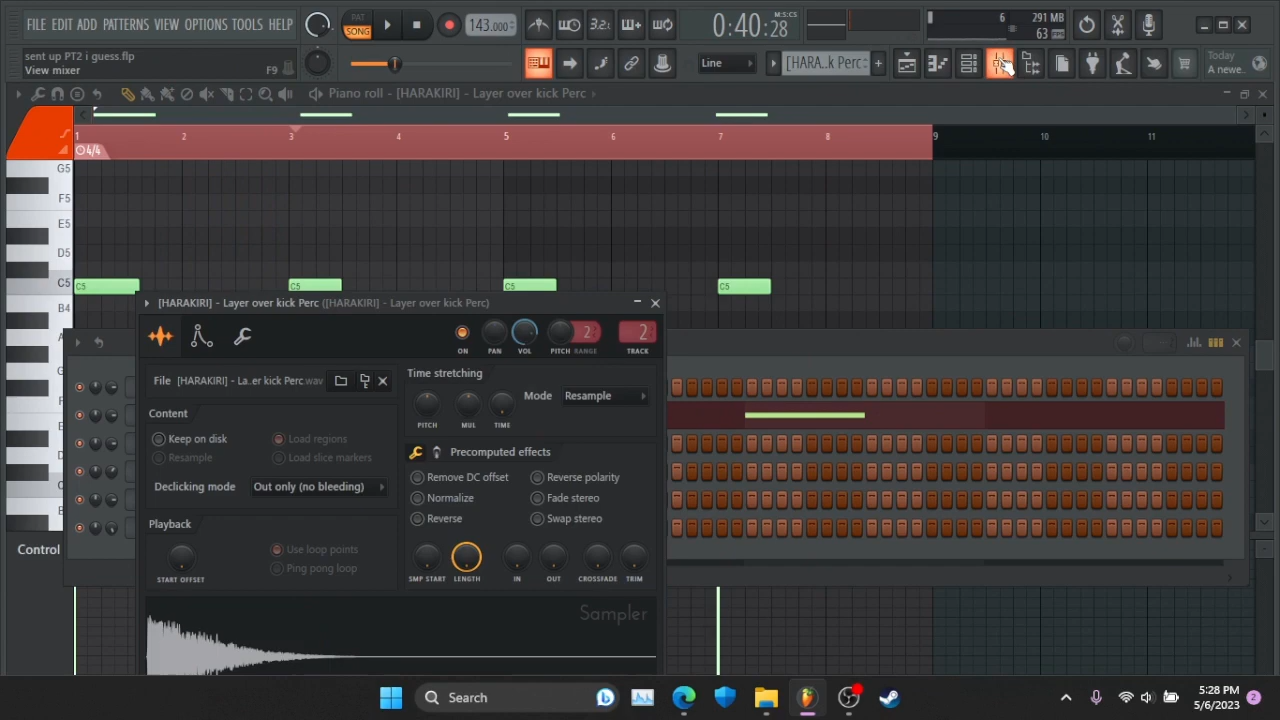 FILE EDIT ADD PATTERNS VIEW OPTIONS TOOLS HELP
PAT
SONG
143.000
3.2.
0:40:28
M:S:CS
6
291 MB
63
sent up PT2 i guess.flp
View mixer
F9
Line
[HARA..k Perc
Today
A newe..
Piano roll - [HARAKIRI] - Layer over kick Perc
1 2 3 4 5 6 7 8 9 10 11
4/4
G5
F5
E5
D5
C5
B4
C5 C5 C5 C5
Control
[HARAKIRI] - Layer over kick Perc ([HARAKIRI] - Layer over kick Perc)
2 2
ON PAN VOL PITCH RANGE TRACK
File [HARAKIRI] - La..er kick Perc.wav
Time stretching
Mode Resample
PITCH MUL TIME
Content
Keep on disk
Load regions
Resample
Load slice markers
Declicking mode Out only (no bleeding)
Precomputed effects
Remove DC offset
Reverse polarity
Normalize
Fade stereo
Reverse
Swap stereo
Playback
Use loop points
Ping pong loop
START OFFSET
SMP START LENGTH IN OUT CROSSFADE TRIM
Sampler
Search
5:28 PM
5/6/2023
2